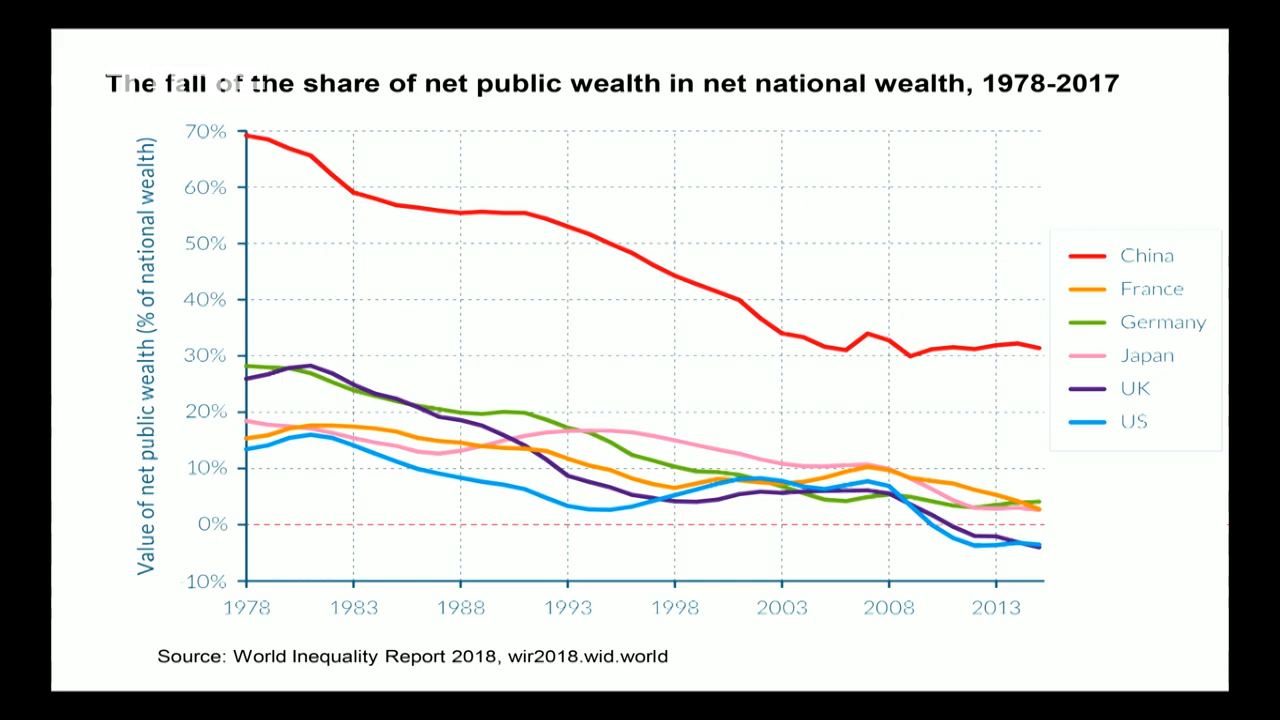 The fall of the share of net public wealth in net national wealth, 1978-2017
Value of net public wealth (% of national wealth)
70%
60%
50%
40%
30%
20%
10%
0%
10%
1978 1983 1988 1993 1998 2003 2008 2013
China
France
Germany
Japan
UK
US
Source: World Inequality Report 2018, wir2018.wid.world